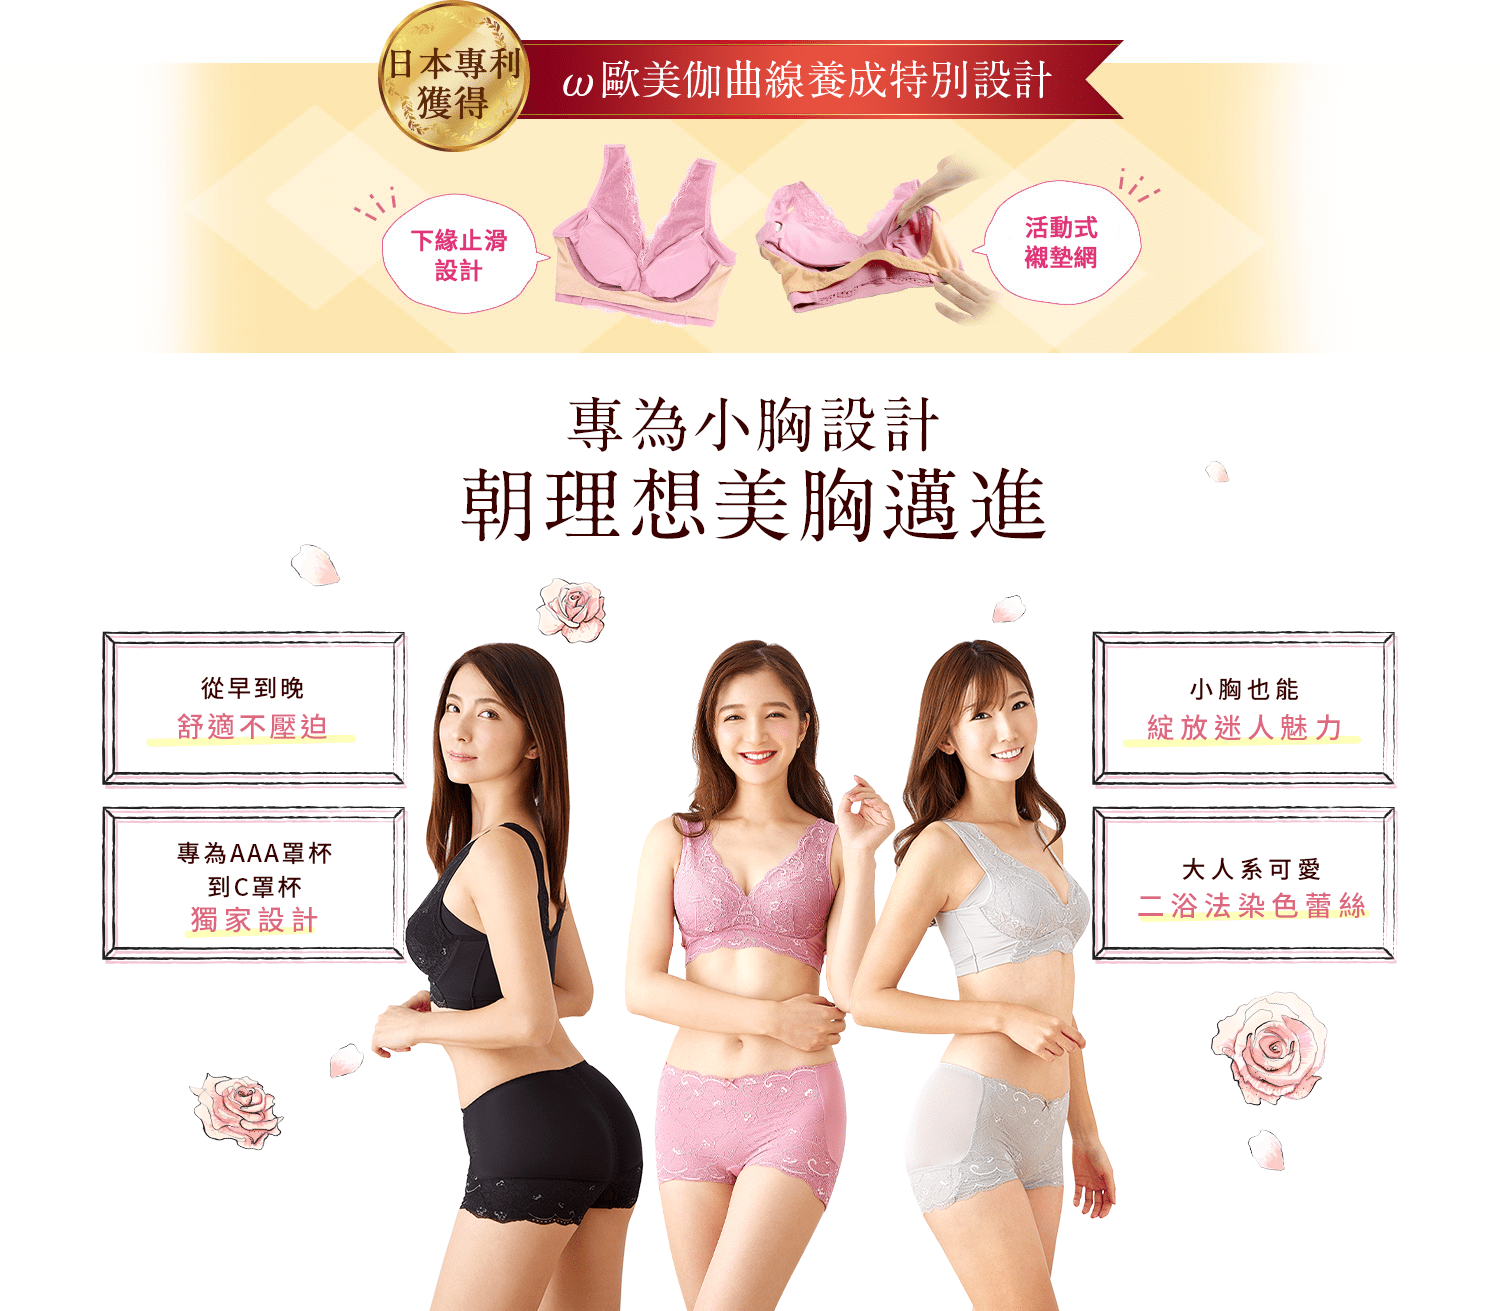 日本專利
獲得
ω歐美伽曲線養成特別設計
下緣止滑
設計
活動式
襯墊網
專為小胸設計
朝理想美胸邁進
從早到晚
舒適不壓迫
專為AAA罩杯
到C罩杯
獨家設計
小胸也能
綻放迷人魅力
大人系可愛
二浴法染色蕾絲